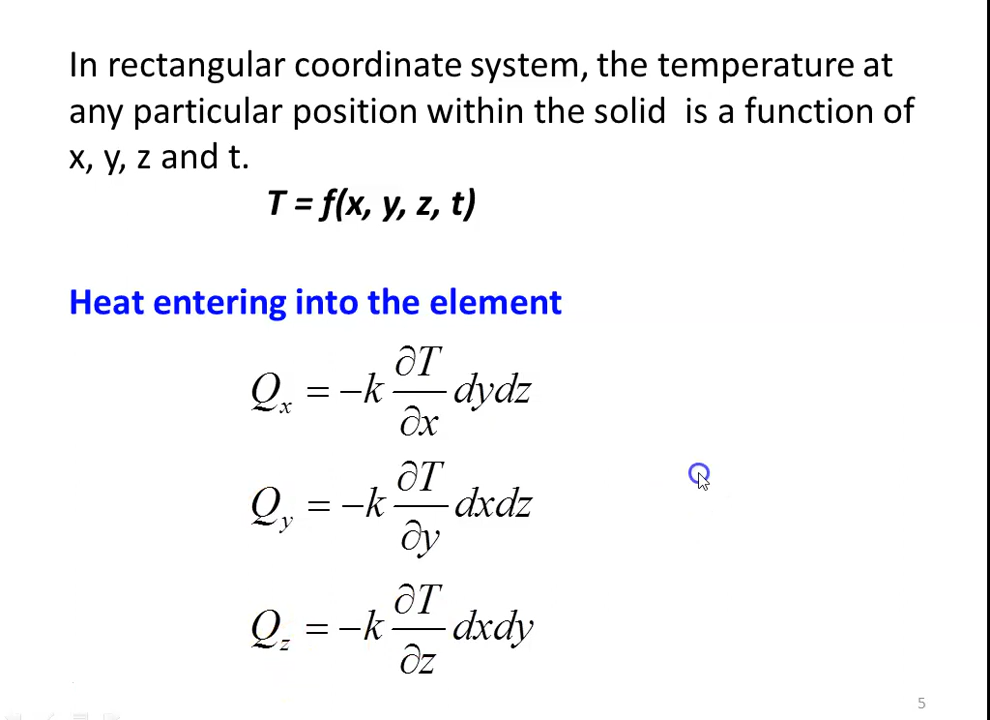 In rectangular coordinate system, the temperature at
any particular position within the solid is a function of
x, y, z and t.
T = f(x, y, z, t)
Heat entering into the element
Qₓ = −k ∂T/∂x dydz
Q_y = −k ∂T/∂y dxdz
Q_z = −k ∂T/∂z dxdy
5